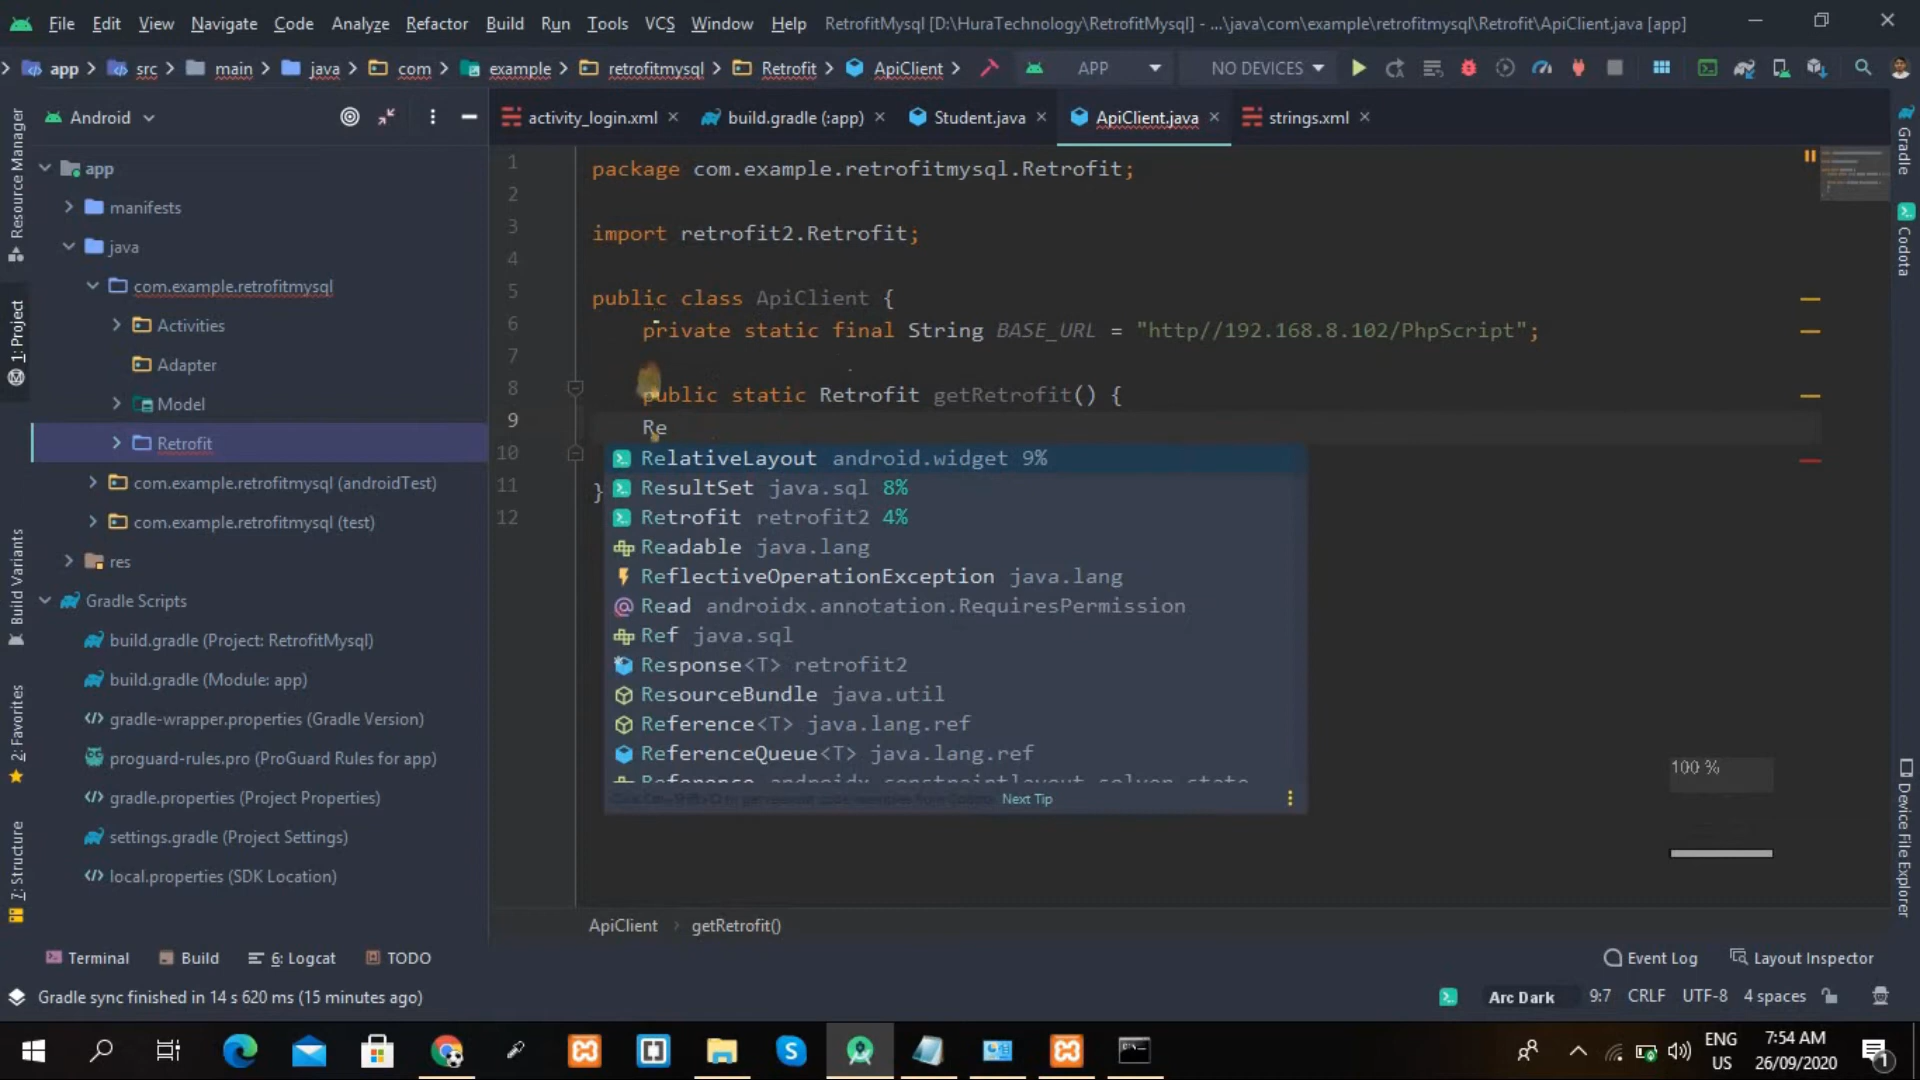 File Edit View Navigate Code Analyze Refactor Build Run Tools VCS Window Help RetrofitMysql [D:\HuraTechnology\RetrofitMysql] - ...\java\com\example\retrofitmysql\Retrofit\ApiClient.java [app]
app src main java com example retrofitmysql Retrofit ApiClient APP NO DEVICES
Android
activity_login.xml build.gradle (:app) Student.java ApiClient.java strings.xml
Resource Manager
1: Project
Build Variants
2: Favorites
7: Structure
app
manifests
java
com.example.retrofitmysql
Activities
Adapter
Model
Retrofit
com.example.retrofitmysql (androidTest)
com.example.retrofitmysql (test)
res
Gradle Scripts
build.gradle (Project: RetrofitMysql)
build.gradle (Module: app)
gradle-wrapper.properties (Gradle Version)
proguard-rules.pro (ProGuard Rules for app)
gradle.properties (Project Properties)
settings.gradle (Project Settings)
local.properties (SDK Location)
1 package com.example.retrofitmysql.Retrofit;
2
3 import retrofit2.Retrofit;
4
5 public class ApiClient {
6 private static final String BASE_URL = "http//192.168.8.102/PhpScript";
7
8 public static Retrofit getRetrofit() {
9 Re
10
11 }
12
RelativeLayout android.widget 9%
ResultSet java.sql 8%
Retrofit retrofit2 4%
Readable java.lang
ReflectiveOperationException java.lang
Read androidx.annotation.RequiresPermission
Ref java.sql
Response<T> retrofit2
ResourceBundle java.util
Reference<T> java.lang.ref
ReferenceQueue<T> java.lang.ref
Reference androidx.constraintlayout.solver.state
Next Tip
100 %
Gradle
Codota
Device File Explorer
ApiClient getRetrofit()
Terminal Build 6: Logcat TODO Event Log Layout Inspector
Gradle sync finished in 14 s 620 ms (15 minutes ago) Arc Dark 9:7 CRLF UTF-8 4 spaces
ENG
US
7:54 AM
26/09/2020
1